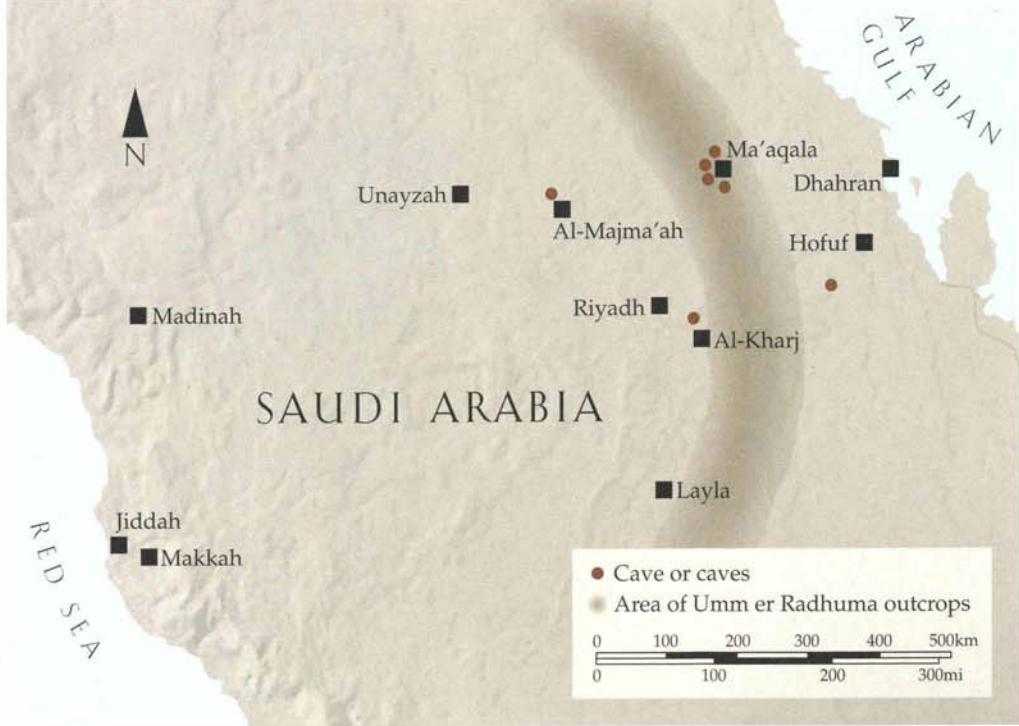 ARABIAN
GULF
N
Ma'aqala
Dhahran
Unayzah
Al-Majma'ah
Hofuf
Madinah
Riyadh
Al-Kharj
SAUDI ARABIA
Layla
Jiddah
Makkah
RED SEA
Cave or caves
Area of Umm er Radhuma outcrops
0 100 200 300 400 500km
0 100 200 300mi